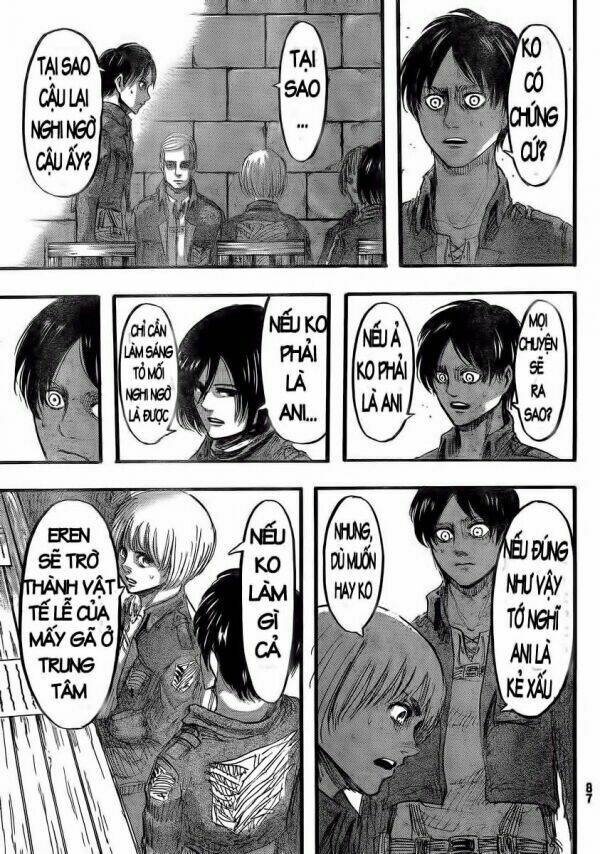 KO
CÓ
CHỨNG
CỨ?
TẠI
SAO
...
TẠI SAO
CẬU LẠI
NGHI NGỜ
CẬU ẤY?
MỌI
CHUYỆN
SẼ
RA
SAO?
NẾU Ả
KO PHẢI
LÀ ANI
NẾU KO
PHẢI
LÀ
ANI...
CHỈ CẦN
LÀM SÁNG
TỎ MỐI
NGHI NGỜ
LÀ ĐƯỢC
NẾU ĐÚNG
NHƯ VẬY
TỚ NGHĨ
ANI LÀ
KẺ XẤU
NHƯNG,
DÙ MUỐN
HAY KO
NẾU
KO LÀM
GÌ
CẢ
EREN
SẼ TRỞ
THÀNH VẬT
TẾ LỄ CỦA
MẤY GÃ Ở
TRUNG
TÂM
87